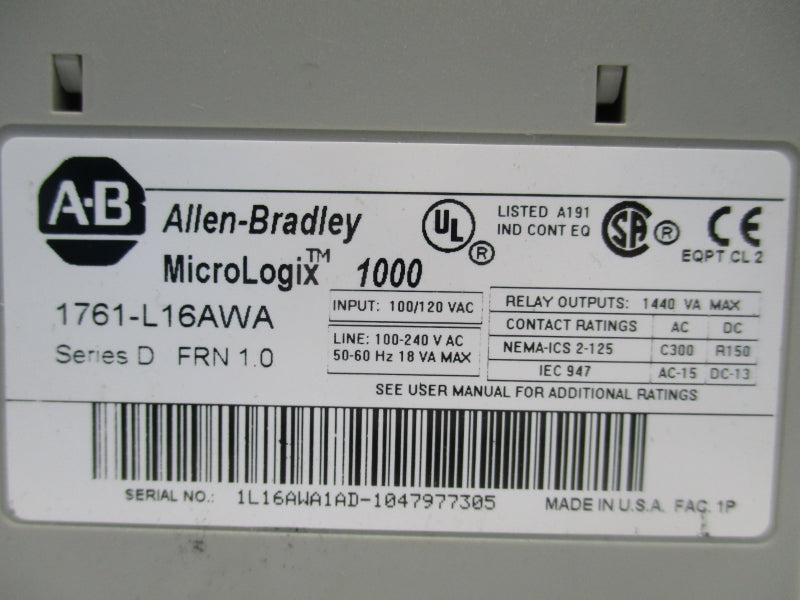 A·B
Allen-Bradley
MicroLogix™ 1000
1761-L16AWA
Series D FRN 1.0
UL ®
LISTED A191
IND CONT EQ
SA ®
CE
EQPT CL 2
INPUT: 100/120 VAC
LINE: 100-240 V AC
50-60 Hz 18 VA MAX
RELAY OUTPUTS: 1440 VA MAX
CONTACT RATINGS AC DC
NEMA-ICS 2-125 C300 R150
IEC 947 AC-15 DC-13
SEE USER MANUAL FOR ADDITIONAL RATINGS
SERIAL NO.: 1L16AWA1AD-1047977305
MADE IN U.S.A. FAC. 1P